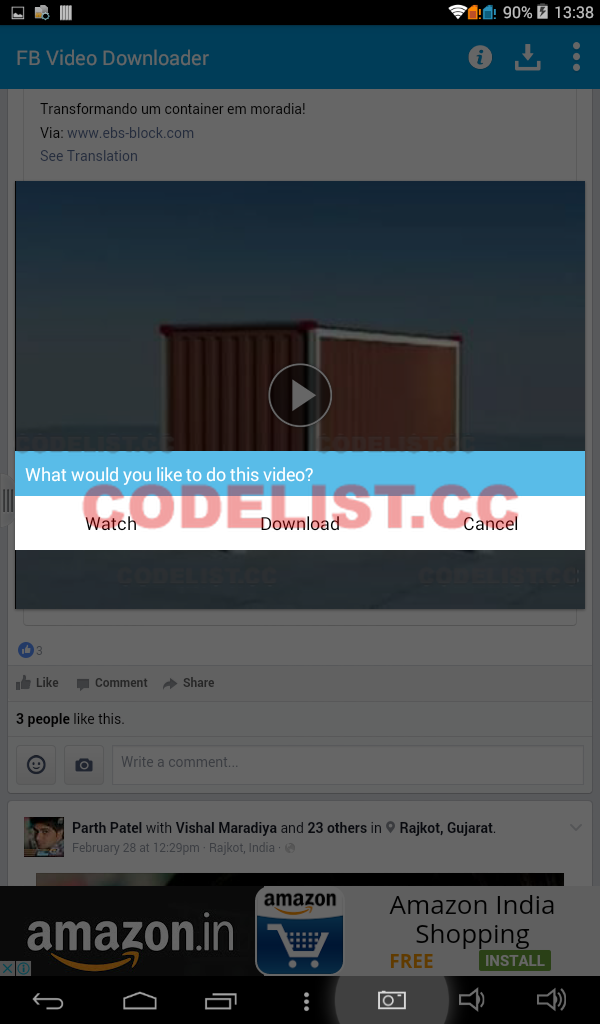 90% 13:38
FB Video Downloader
Transformando um container em moradia!
Via: www.ebs-block.com
See Translation
CODELIST.CC CODELIST.CC
What would you like to do this video?
CODELIST.CC
Watch Download Cancel
CODELIST.CC CODELIST.CC
3
Like Comment Share
3 people like this.
Write a comment...
Parth Patel with Vishal Maradiya and 23 others in Rajkot, Gujarat.
February 28 at 12:29pm · Rajkot, India ·
amazon.in
amazon
Amazon India
Shopping
FREE INSTALL